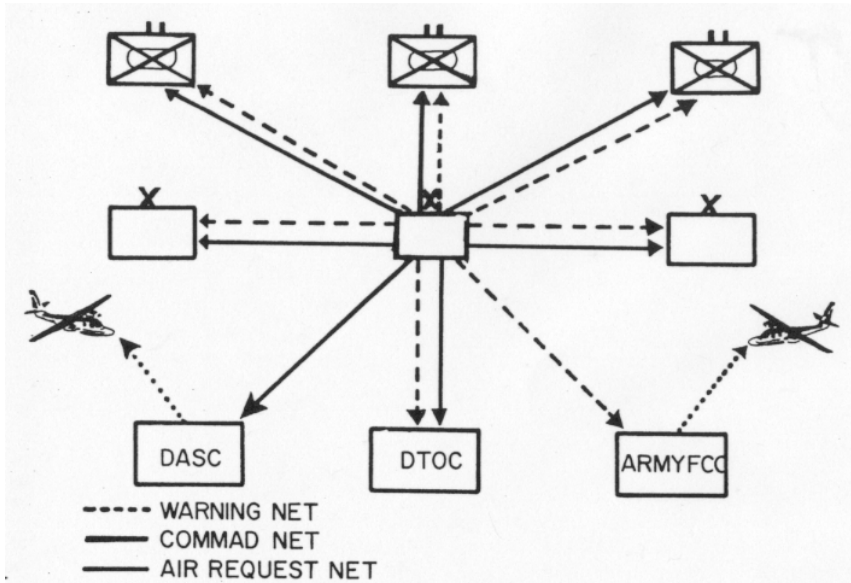 X
X
X
DASC
DTOC
ARMYFCC
WARNING NET
COMMAD NET
AIR REQUEST NET